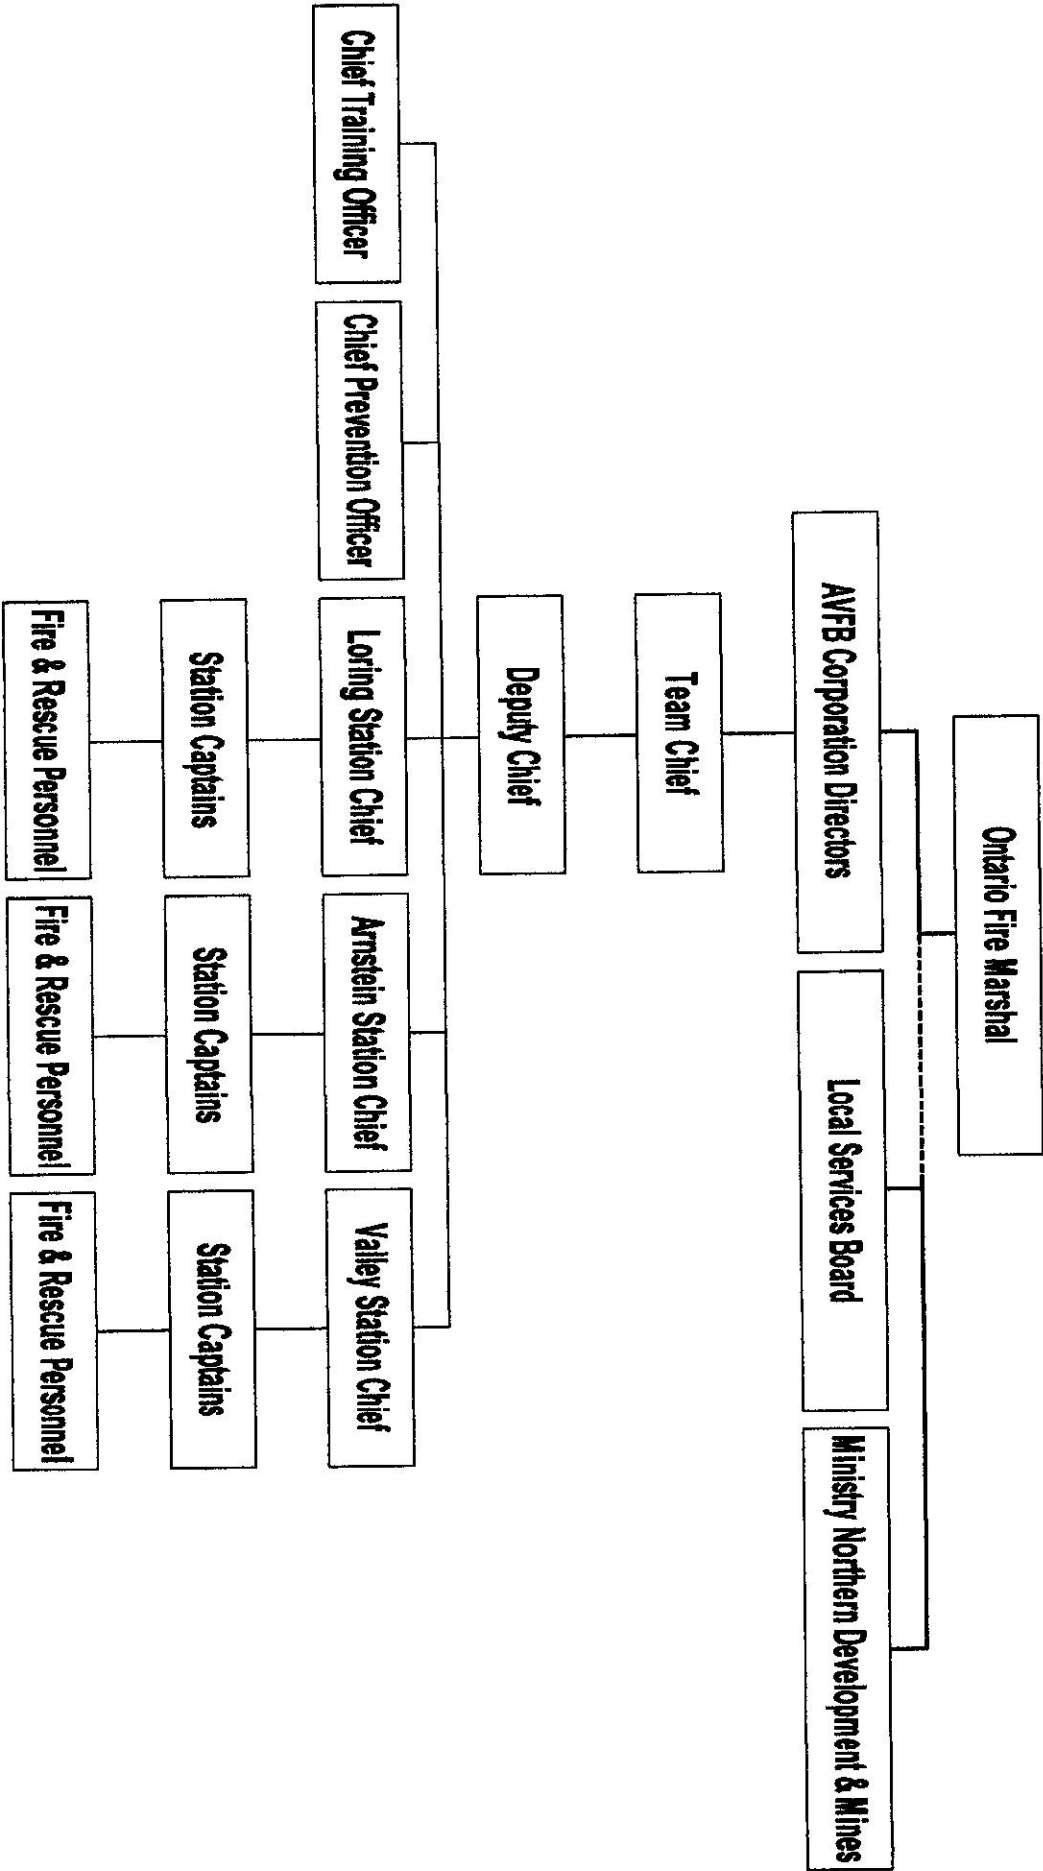 Ontario Fire Marshal
AVFB Corporation Directors
Local Services Board
Ministry Northern Development & Mines
Team Chief
Deputy Chief
Chief Training Officer
Chief Prevention Officer
Loring Station Chief
Arnstein Station Chief
Valley Station Chief
Station Captains
Station Captains
Station Captains
Fire & Rescue Personnel
Fire & Rescue Personnel
Fire & Rescue Personnel